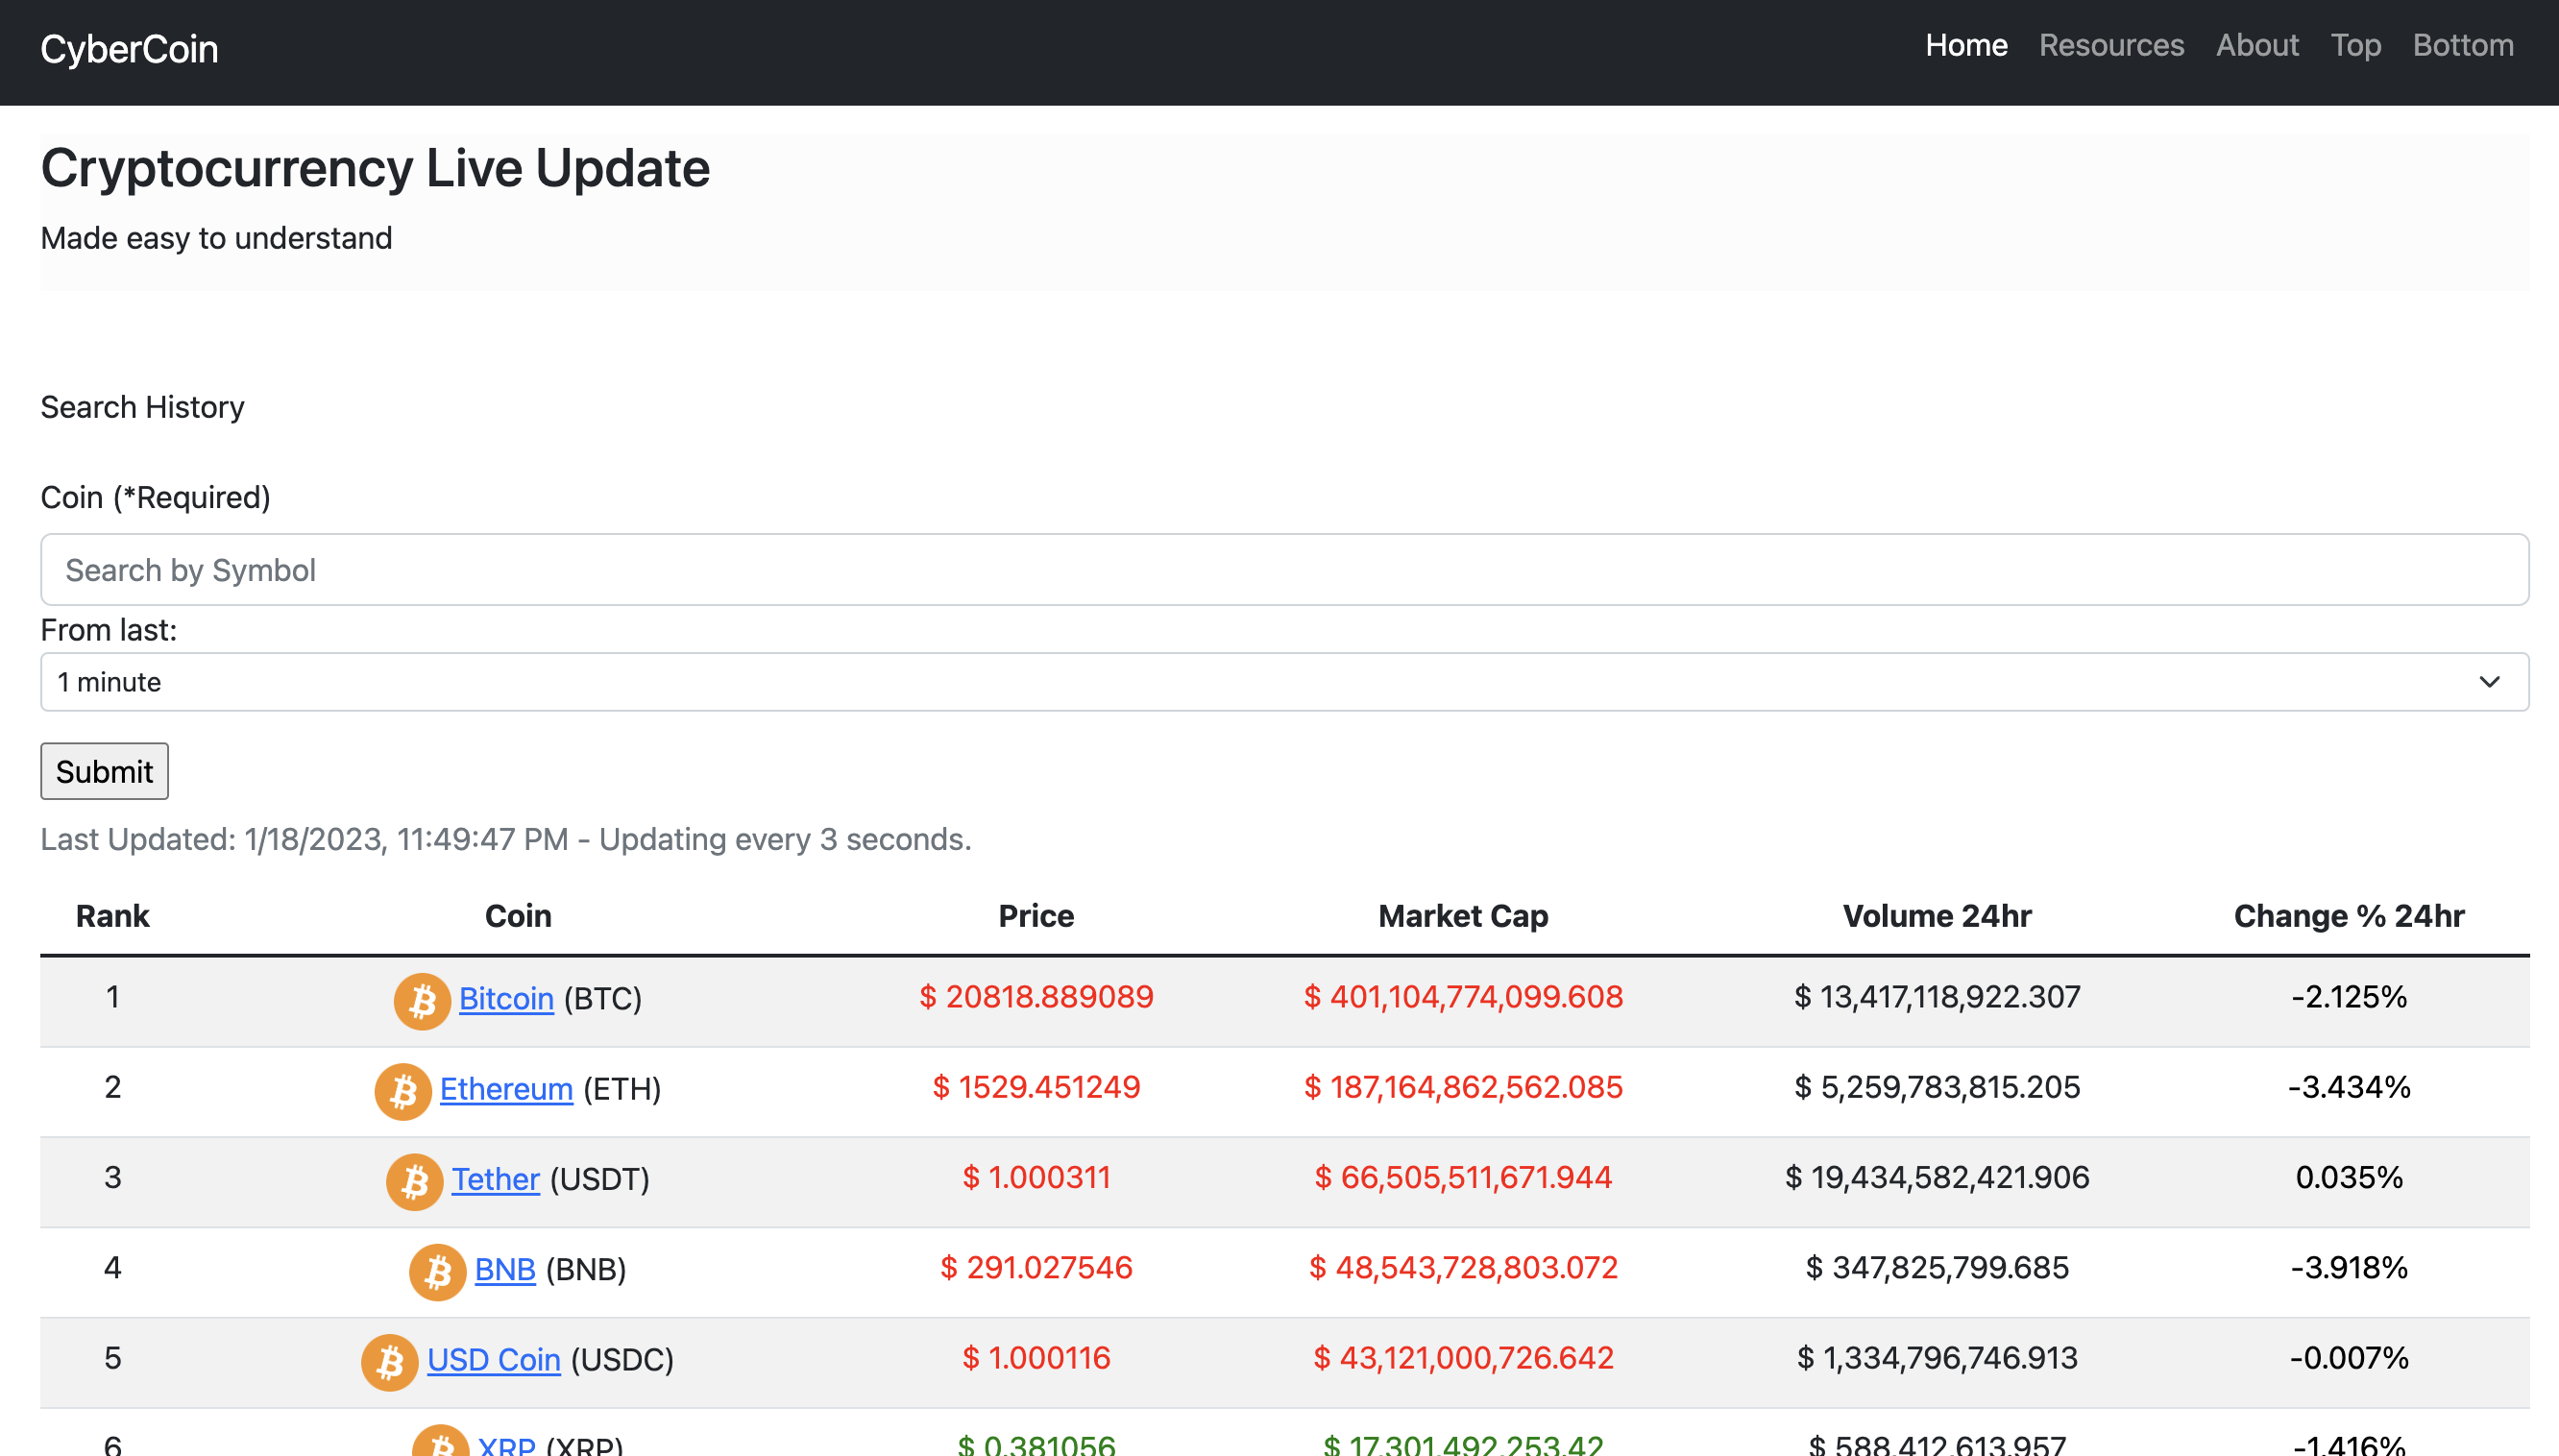 CyberCoin Home Resources About Top Bottom
Cryptocurrency Live Update
Made easy to understand
Search History
Coin (*Required)
Search by Symbol
From last:
1 minute
Submit
Last Updated: 1/18/2023, 11:49:47 PM - Updating every 3 seconds.
Rank Coin Price Market Cap Volume 24hr Change % 24hr
1 Bitcoin (BTC) $ 20818.889089 $ 401,104,774,099.608 $ 13,417,118,922.307 -2.125%
2 Ethereum (ETH) $ 1529.451249 $ 187,164,862,562.085 $ 5,259,783,815.205 -3.434%
3 Tether (USDT) $ 1.000311 $ 66,505,511,671.944 $ 19,434,582,421.906 0.035%
4 BNB (BNB) $ 291.027546 $ 48,543,728,803.072 $ 347,825,799.685 -3.918%
5 USD Coin (USDC) $ 1.000116 $ 43,121,000,726.642 $ 1,334,796,746.913 -0.007%
6 XRP (XRP) $ 0.381056 $ 17,301,492,253.42 $ 588,412,613.957 -1.416%